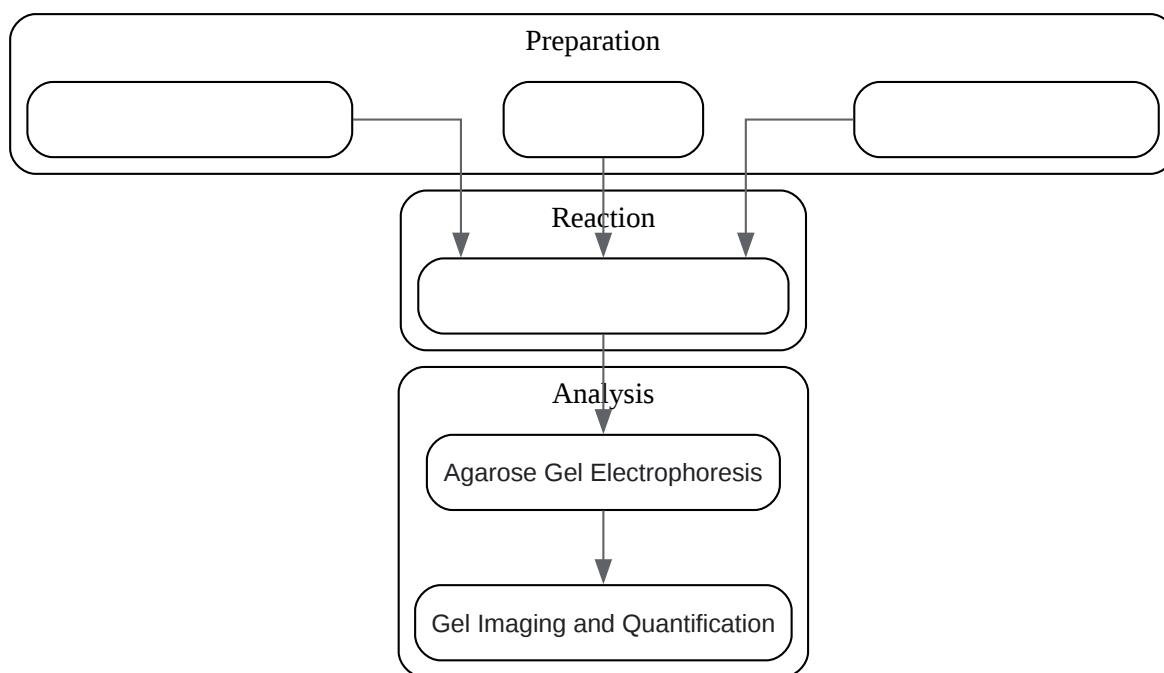 Preparation
Reaction
Analysis
Agarose Gel Electrophoresis
Gel Imaging and Quantification